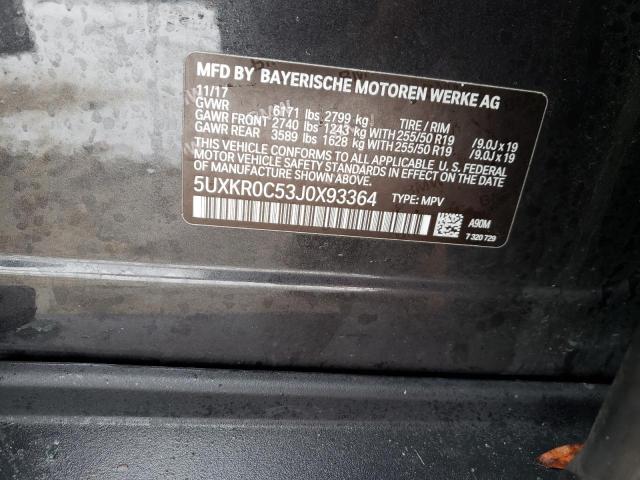 MFD BY BAYERISCHE MOTOREN WERKE AG
11/17
GVWR 6171 lbs 2799 kg TIRE / RIM
GAWR FRONT 2740 lbs 1243 kg WITH 255/50 R19 /9.0J x 19
GAWR REAR 3589 lbs 1628 kg WITH 255/50 R19 /9.0J x 19
THIS VEHICLE CONFORMS TO ALL APPLICABLE U.S. FEDERAL
MOTOR VEHICLE SAFETY STANDARDS IN EFFECT ON THE DATE
OF MANUFACTURE SHOWN ABOVE.
5UXKR0C53J0X93364 TYPE: MPV
A90M
7 320 729